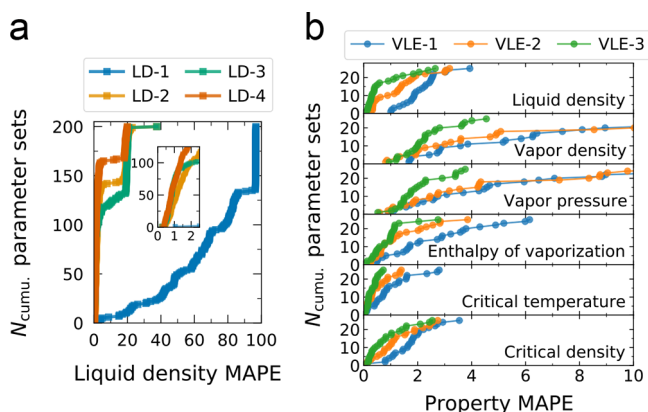 a
LD-1 LD-3
LD-2 LD-4
N_cumu. parameter sets
200
150
100
50
0
100
50
0
0 1 2
0 20 40 60 80 100
Liquid density MAPE
b
VLE-1 VLE-2 VLE-3
N_cumu. parameter sets
20
10
0
Liquid density
20
10
0
Vapor density
20
10
0
Vapor pressure
20
10
0
Enthalpy of vaporization
20
10
0
Critical temperature
20
10
0
Critical density
0 2 4 6 8 10
Property MAPE